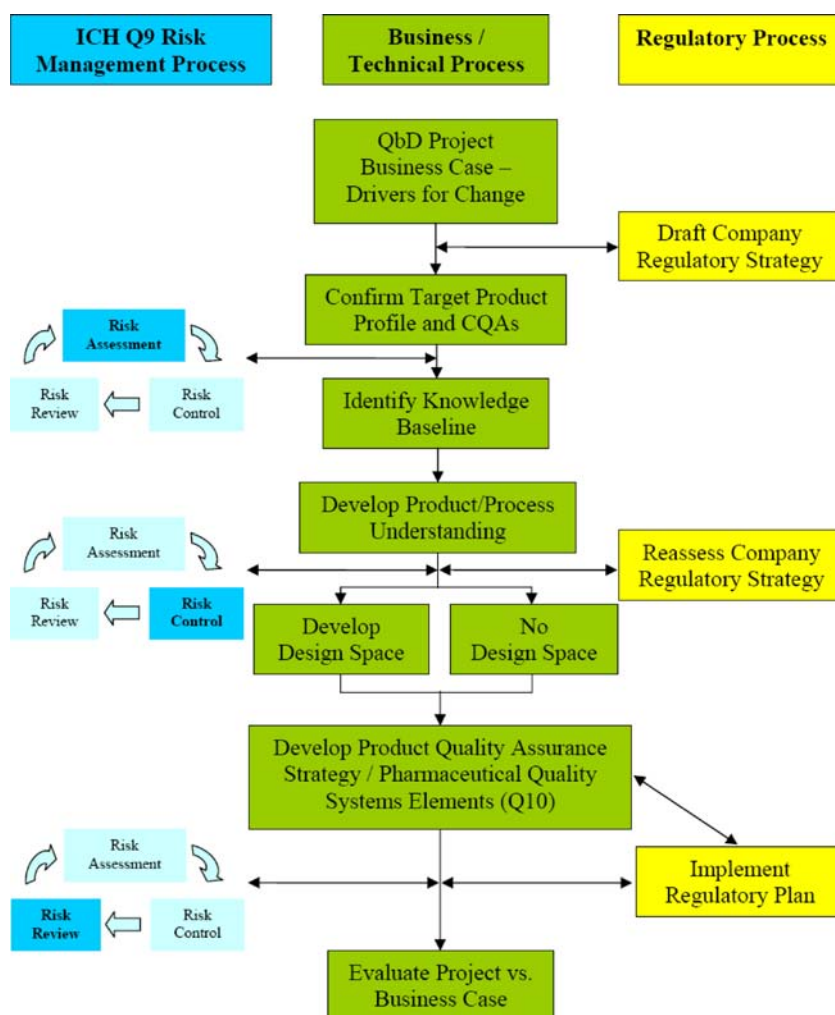 ICH Q9 Risk
Management Process
Business /
Technical Process
Regulatory Process
QbD Project
Business Case –
Drivers for Change
Draft Company
Regulatory Strategy
Confirm Target Product
Profile and CQAs
Risk
Assessment
Risk
Review
Risk
Control
Identify Knowledge
Baseline
Develop Product/Process
Understanding
Risk
Assessment
Risk
Review
Risk
Control
Reassess Company
Regulatory Strategy
Develop
Design Space
No
Design Space
Develop Product Quality Assurance
Strategy / Pharmaceutical Quality
Systems Elements (Q10)
Risk
Assessment
Risk
Review
Risk
Control
Implement
Regulatory Plan
Evaluate Project vs.
Business Case